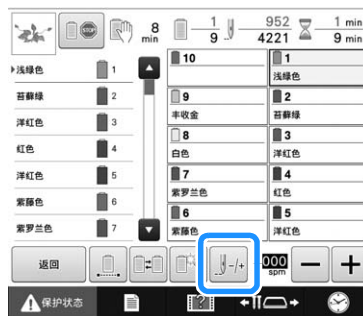 8
min
1
9
952
4221
1 min
9 min
浅绿色 1
苔藓绿 2
洋红色 3
红色 4
洋红色 5
紫藤色 6
紫罗兰色 7
10
9
丰收金
8
白色
7
紫罗兰色
6
紫藤色
1
浅绿色
2
苔藓绿
3
洋红色
4
红色
5
洋红色
返回
-/+
spm
保护状态